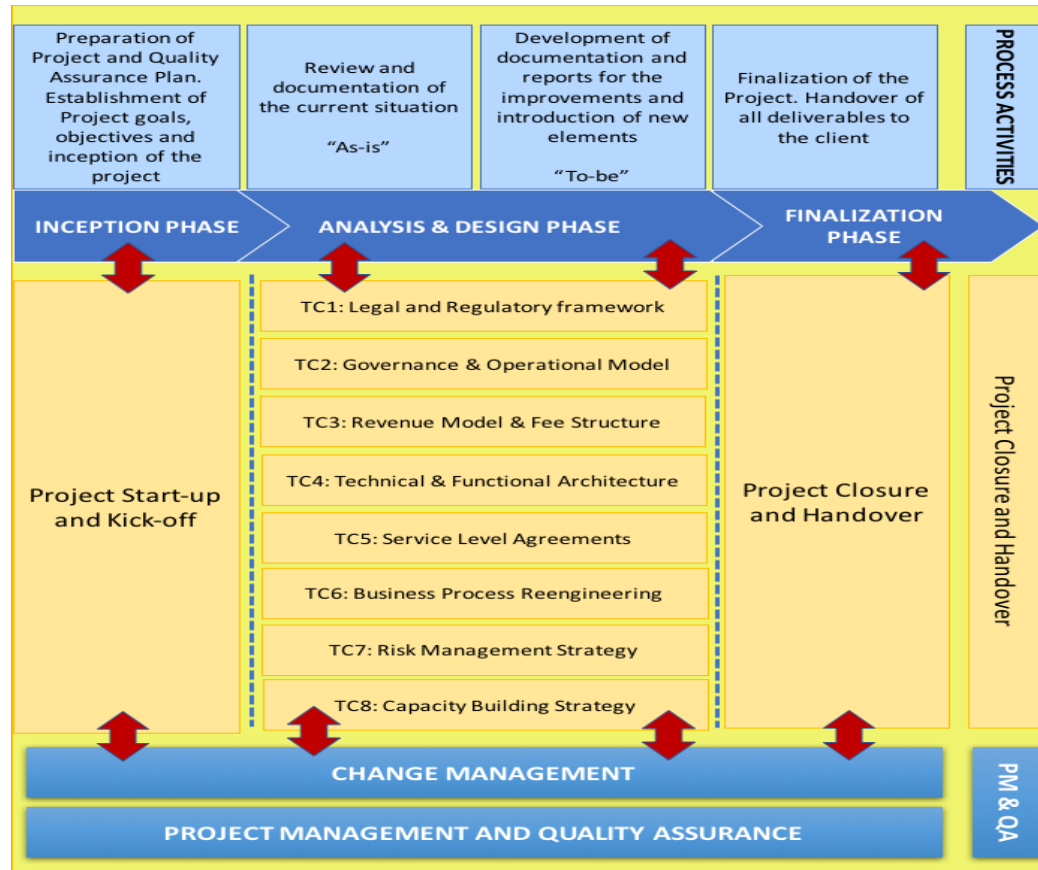 Preparation of
Project and Quality
Assurance Plan.
Establishment of
Project goals,
objectives and
inception of the
project
Review and
documentation of
the current situation
“As-is”
Development of
documentation and
reports for the
improvements and
introduction of new
elements
“To-be”
Finalization of the
Project. Handover of
all deliverables to
the client
PROCESS ACTIVITIES
INCEPTION PHASE
ANALYSIS & DESIGN PHASE
FINALIZATION
PHASE
Project Start-up
and Kick-off
TC1: Legal and Regulatory framework
TC2: Governance & Operational Model
TC3: Revenue Model & Fee Structure
TC4: Technical & Functional Architecture
TC5: Service Level Agreements
TC6: Business Process Reengineering
TC7: Risk Management Strategy
TC8: Capacity Building Strategy
Project Closure
and Handover
Project Closure and Handover
CHANGE MANAGEMENT
PROJECT MANAGEMENT AND QUALITY ASSURANCE
PM & QA